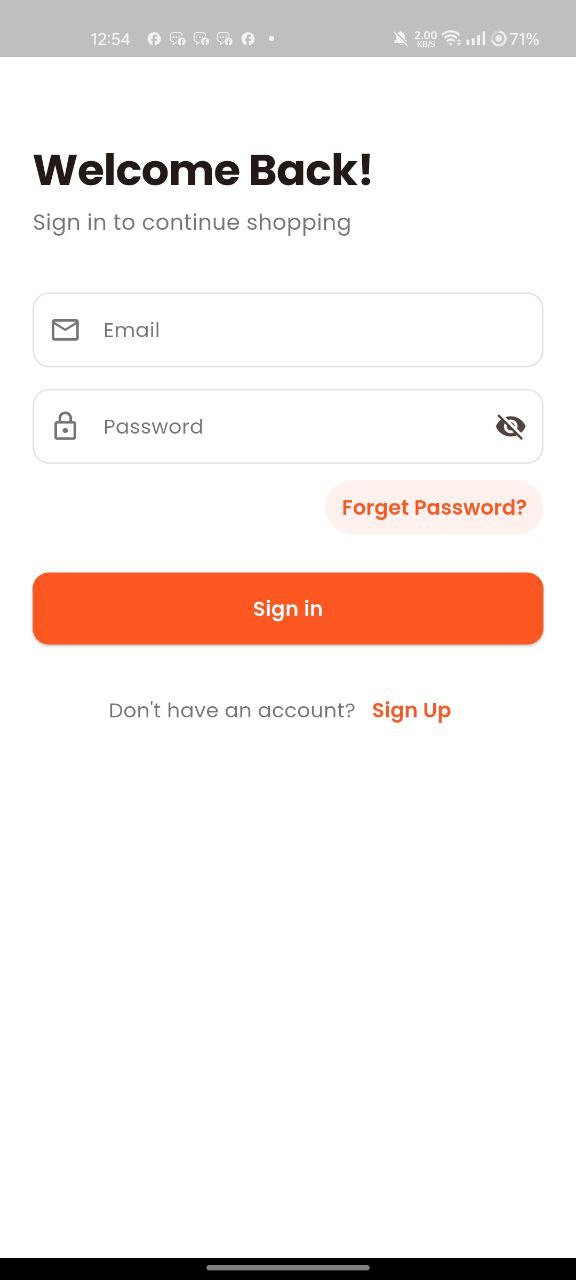 12:54 2.00 KB/S 71%
Welcome Back!
Sign in to continue shopping
Email
Password
Forget Password?
Sign in
Don't have an account? Sign Up